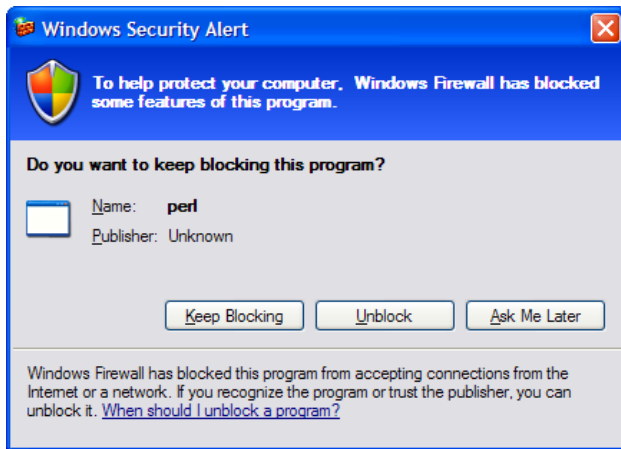 Windows Security Alert
To help protect your computer, Windows Firewall has blocked
some features of this program.
Do you want to keep blocking this program?
Name: perl
Publisher: Unknown
Keep Blocking Unblock Ask Me Later
Windows Firewall has blocked this program from accepting connections from the
Internet or a network. If you recognize the program or trust the publisher, you can
unblock it. When should I unblock a program?